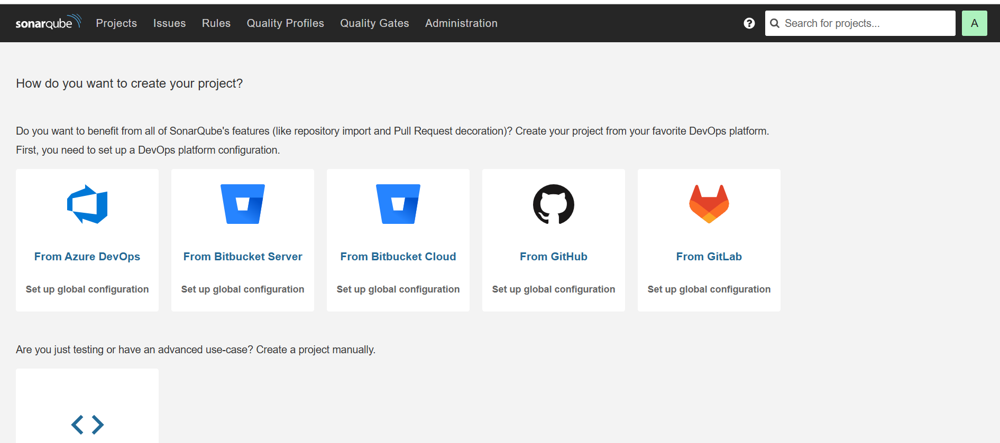 sonarqube Projects Issues Rules Quality Profiles Quality Gates Administration ? Search for projects... A
How do you want to create your project?
Do you want to benefit from all of SonarQube's features (like repository import and Pull Request decoration)? Create your project from your favorite DevOps platform.
First, you need to set up a DevOps platform configuration.
From Azure DevOps From Bitbucket Server From Bitbucket Cloud From GitHub From GitLab
Set up global configuration Set up global configuration Set up global configuration Set up global configuration Set up global configuration
Are you just testing or have an advanced use-case? Create a project manually.